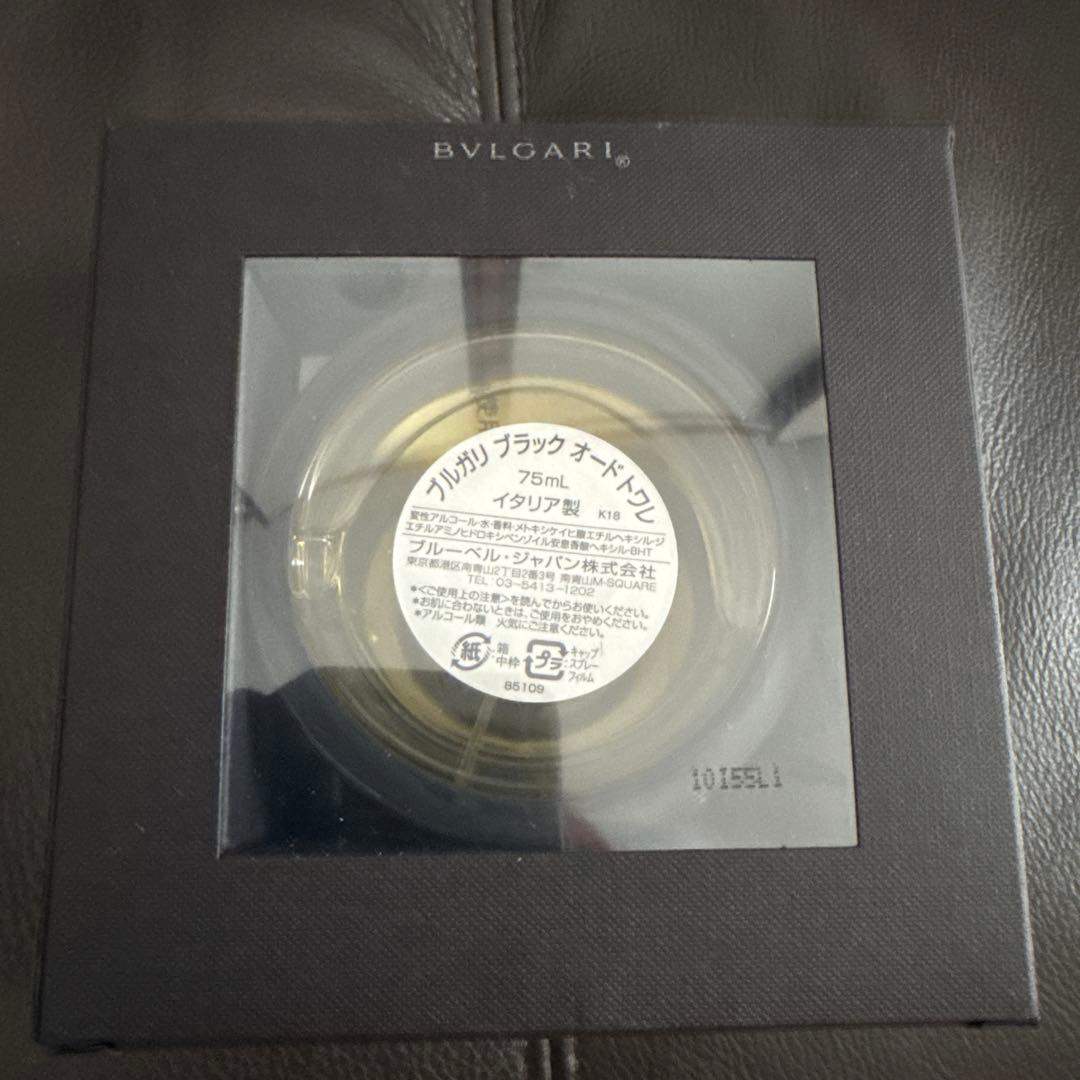 BVLGARI®
ブルガリ ブラック オード トワレ
75mL
イタリア製 K18
変性アルコール・水・香料・メトキシケイヒ酸エチルヘキシル・ジ
エチルアミノヒドロキシベンゾイル安息香酸ヘキシル・BHT
ブルーベル・ジャパン株式会社
東京都港区南青山2丁目2番3号 南青山M-SQUARE
TEL:03-5413-1202
*<ご使用上の注意>を読んでからお使いください。
*お肌に合わないときは、ご使用をおやめください。
*アルコール類 火気にご注意ください。
紙 :箱 中枠 プラ :キャップ スプレー フィルム
85109
10I55L1